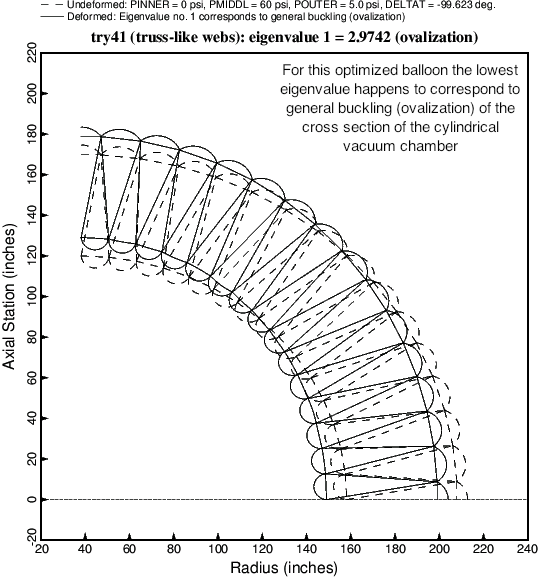 Undeformed: PINNER = 0 psi, PMIDDL = 60 psi, POUTER = 5.0 psi, DELTAT = -99.623 deg.
Deformed: Eigenvalue no. 1 corresponds to general buckling (ovalization)
try41 (truss-like webs): eigenvalue 1 = 2.9742 (ovalization)
For this optimized balloon the lowest
eigenvalue happens to correspond to
general buckling (ovalization) of the
cross section of the cylindrical
vacuum chamber
220
200
180
160
140
120
100
80
60
40
20
0
-20
Axial Station (inches)
20 40 60 80 100 120 140 160 180 200 220 240
Radius (inches)